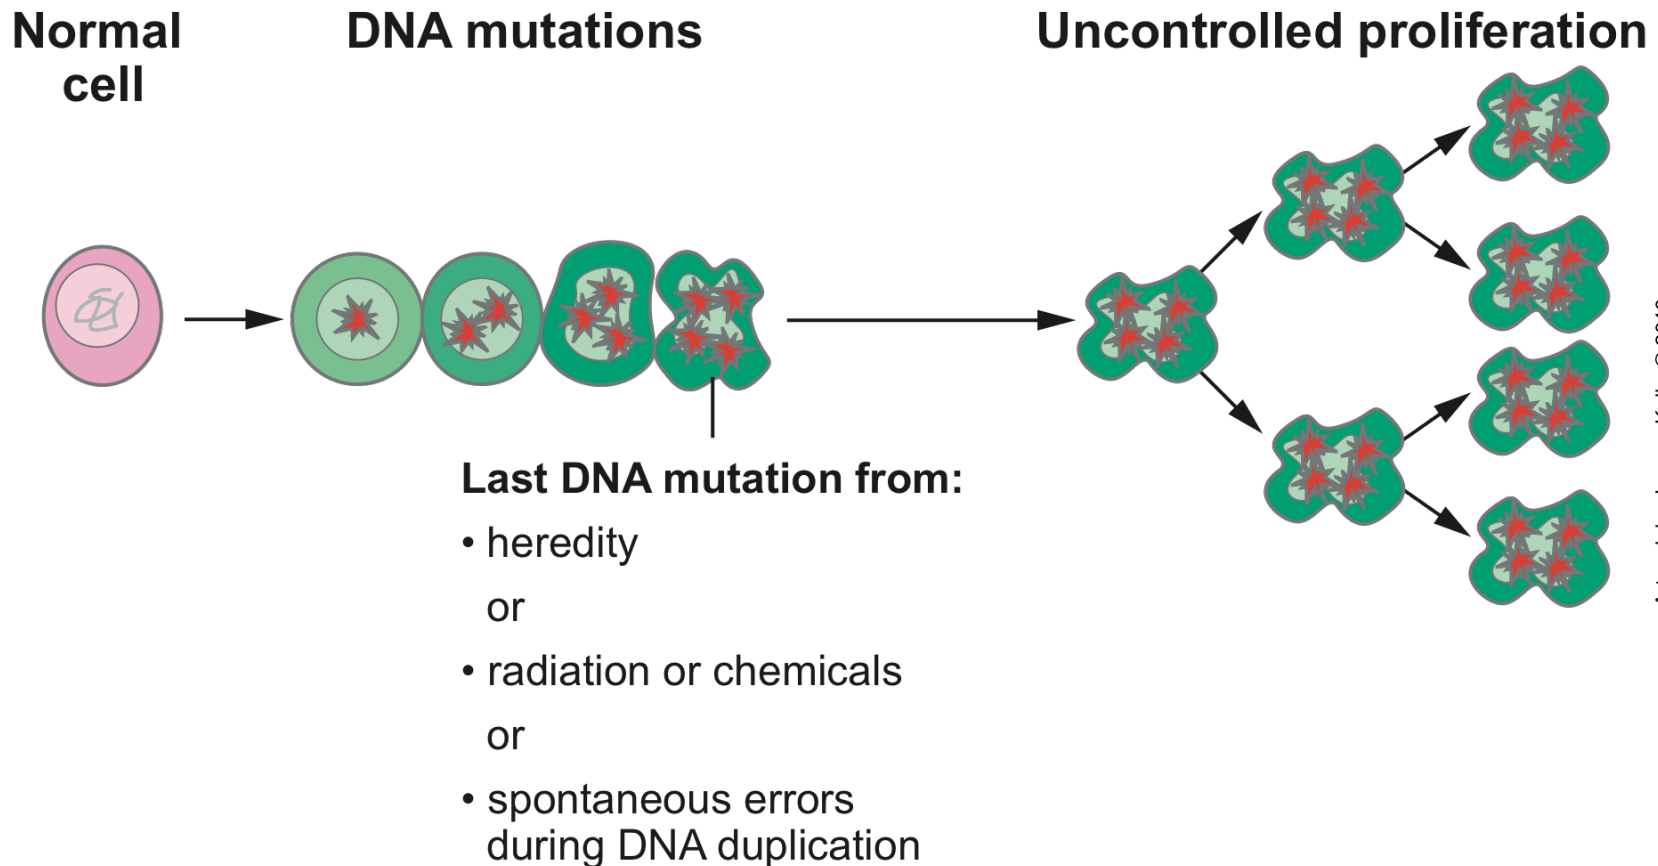 Normal
cell
DNA mutations
Uncontrolled proliferation
Last DNA mutation from:
• heredity
or
• radiation or chemicals
or
• spontaneous errors
during DNA duplication